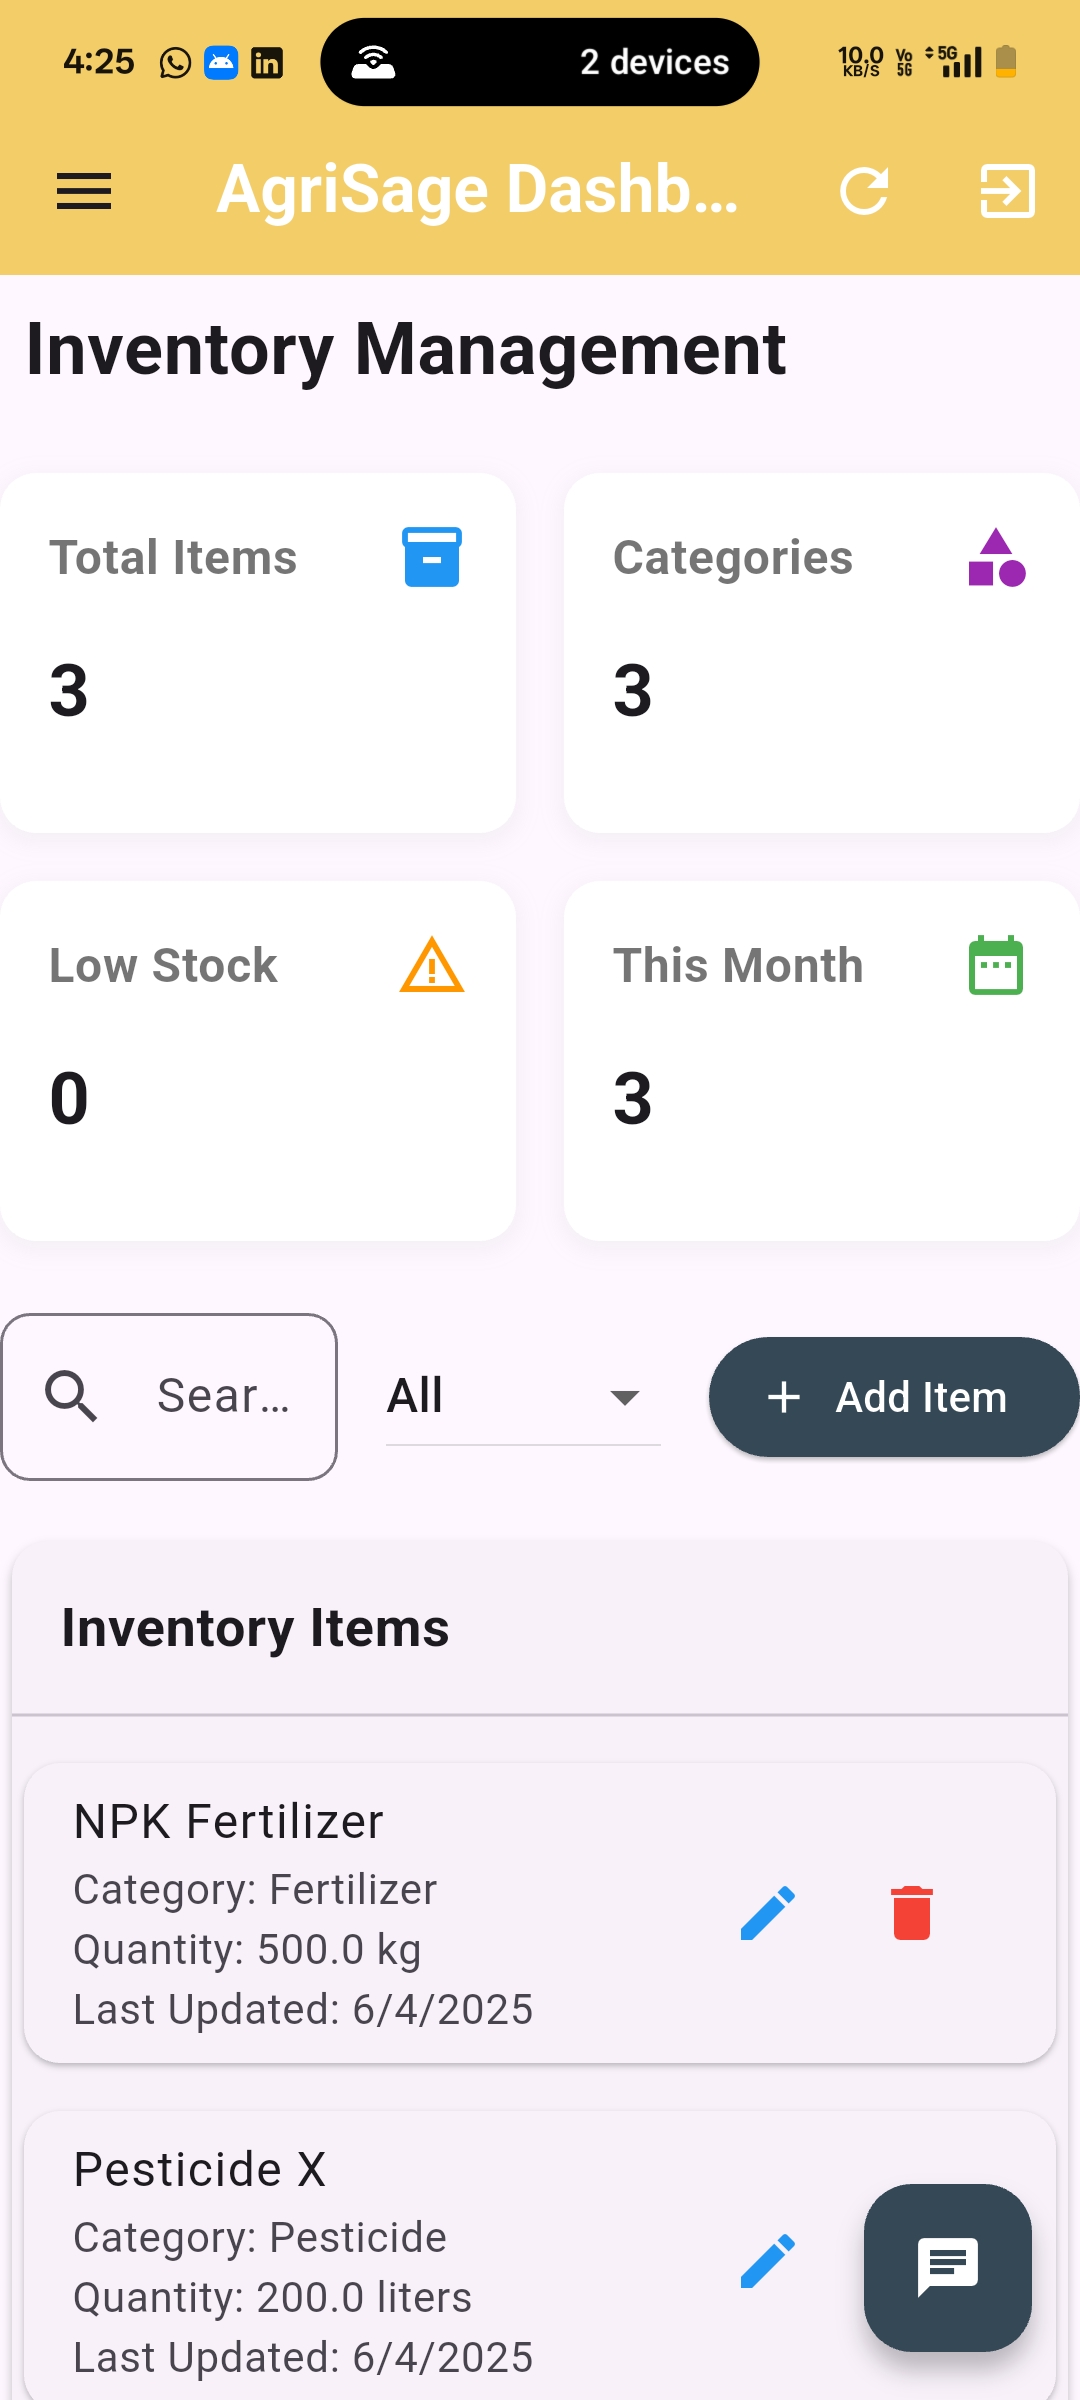 4:25
2 devices
10.0 KB/S
Vo 5G
5G
AgriSage Dashb...
Inventory Management
Total Items
3
Categories
3
Low Stock
0
This Month
3
Sear...
All
Add Item
Inventory Items
NPK Fertilizer
Category: Fertilizer
Quantity: 500.0 kg
Last Updated: 6/4/2025
Pesticide X
Category: Pesticide
Quantity: 200.0 liters
Last Updated: 6/4/2025